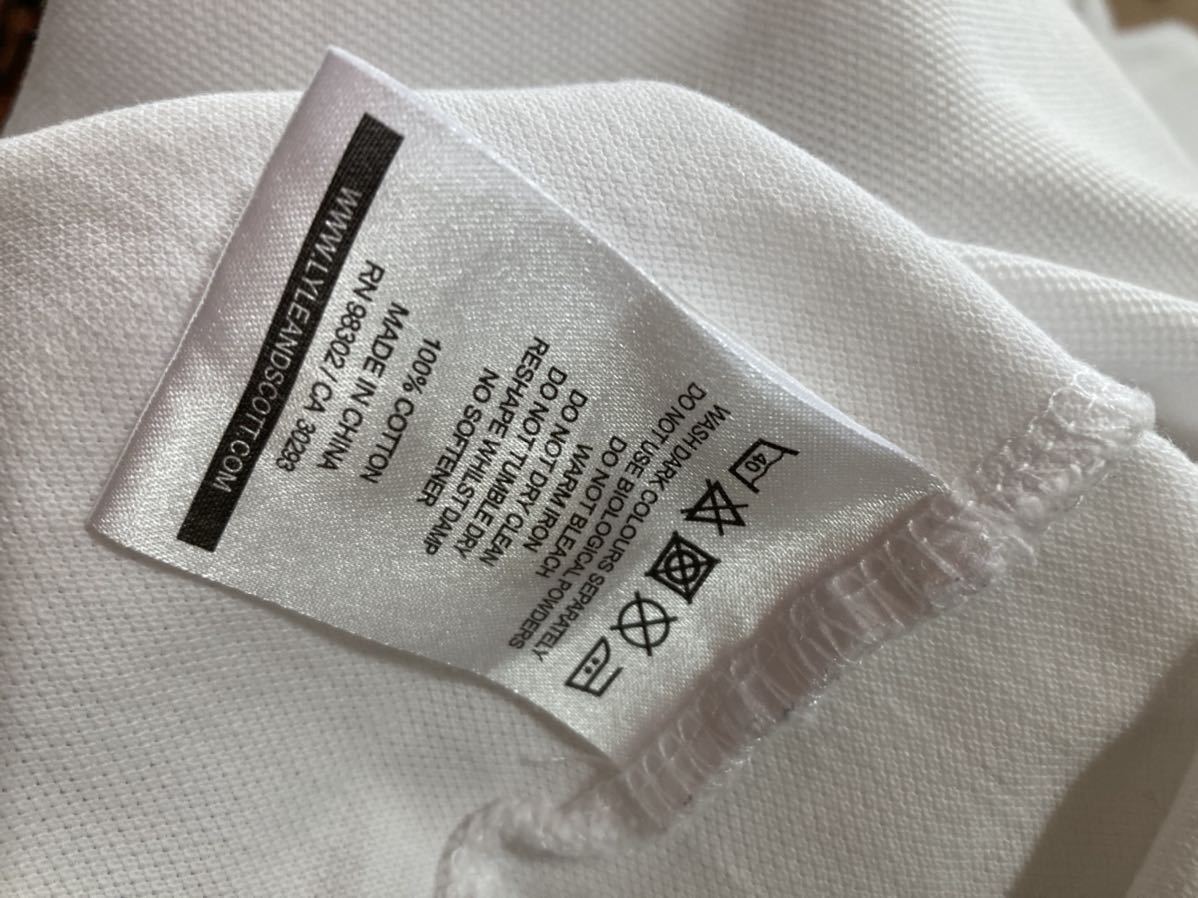 40
WASH DARK COLOURS SEPARATELY
DO NOT USE BIOLOGICAL POWDERS
DO NOT BLEACH
WARM IRON
DO NOT DRY CLEAN
DO NOT TUMBLE DRY
RESHAPE WHILST DAMP
NO SOFTENER
100% COTTON
MADE IN CHINA
RN 98302 / CA 30293
WWW.LYLEANDSCOTT.COM